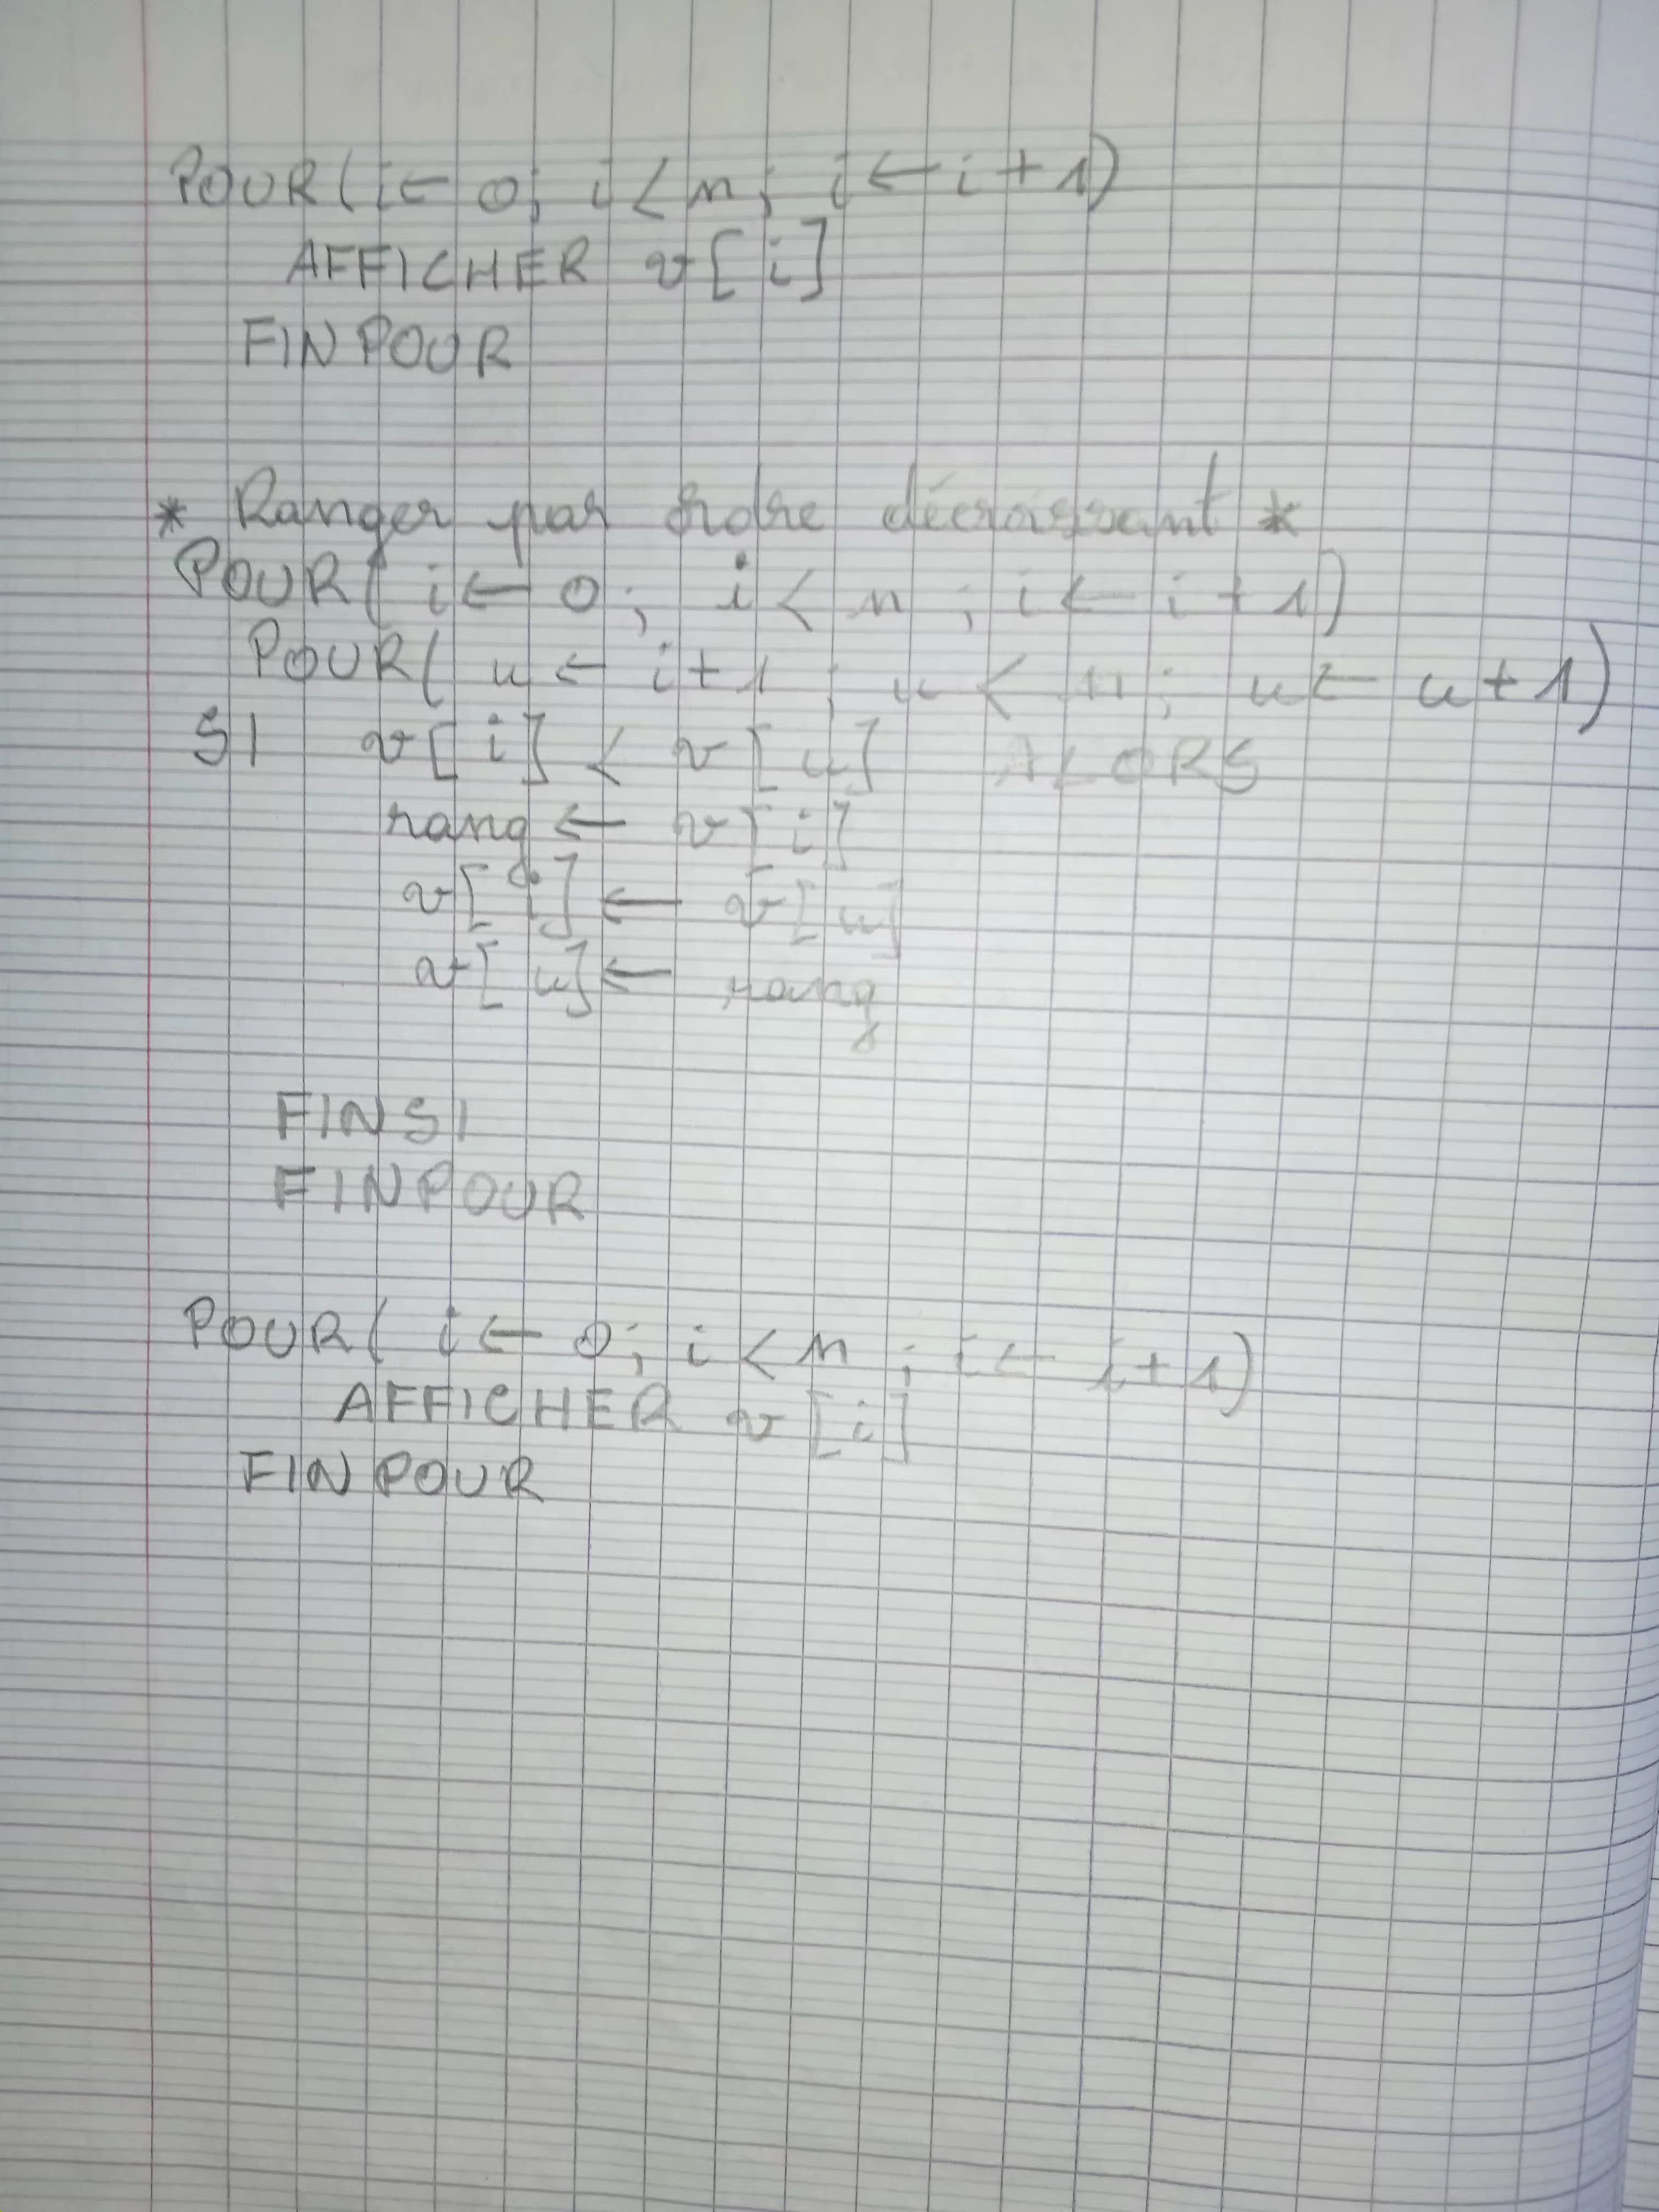 POUR( i ← 0; i < n; i ← i + 1)
AFFICHER v[i]
FIN POUR
* Ranger par ordre décroissant *
POUR( i ← 0; i < n ; i ← i + 1)
POUR( u ← i + 1 ; u < n; u ← u + 1)
SI v[i] < v[u] ALORS
rang ← v[i]
v[i] ← v[u]
v[u] ← rang
FINSI
FINPOUR
POUR( i ← 0; i < n ; i ← i + 1)
AFFICHER v[i]
FIN POUR